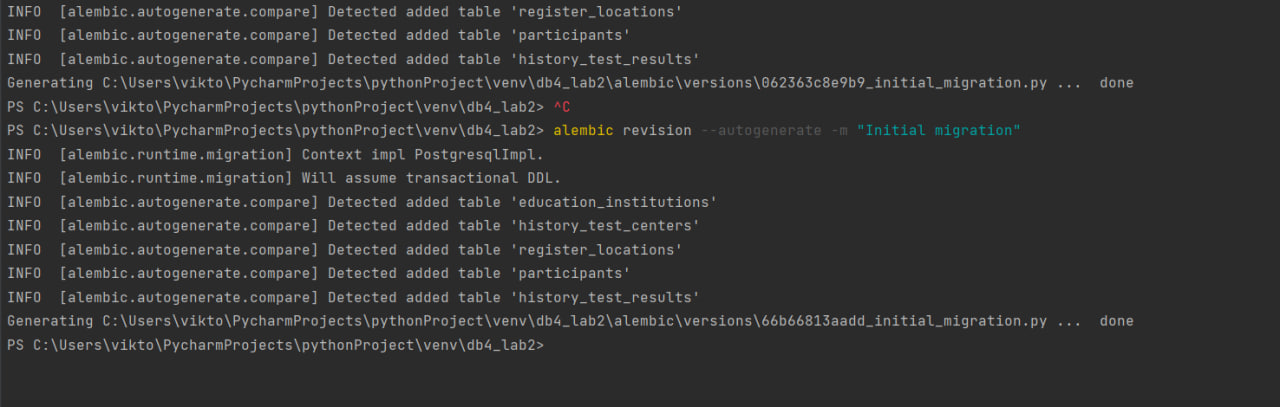 INFO  [alembic.autogenerate.compare] Detected added table 'register_locations'
INFO  [alembic.autogenerate.compare] Detected added table 'participants'
INFO  [alembic.autogenerate.compare] Detected added table 'history_test_results'
Generating C:\Users\vikto\PycharmProjects\pythonProject\venv\db4_lab2\alembic\versions\062363c8e9b9_initial_migration.py ...  done
PS C:\Users\vikto\PycharmProjects\pythonProject\venv\db4_lab2> ^C
PS C:\Users\vikto\PycharmProjects\pythonProject\venv\db4_lab2> alembic revision --autogenerate -m "Initial migration"
INFO  [alembic.runtime.migration] Context impl PostgresqlImpl.
INFO  [alembic.runtime.migration] Will assume transactional DDL.
INFO  [alembic.autogenerate.compare] Detected added table 'education_institutions'
INFO  [alembic.autogenerate.compare] Detected added table 'history_test_centers'
INFO  [alembic.autogenerate.compare] Detected added table 'register_locations'
INFO  [alembic.autogenerate.compare] Detected added table 'participants'
INFO  [alembic.autogenerate.compare] Detected added table 'history_test_results'
Generating C:\Users\vikto\PycharmProjects\pythonProject\venv\db4_lab2\alembic\versions\66b66813aadd_initial_migration.py ...  done
PS C:\Users\vikto\PycharmProjects\pythonProject\venv\db4_lab2>